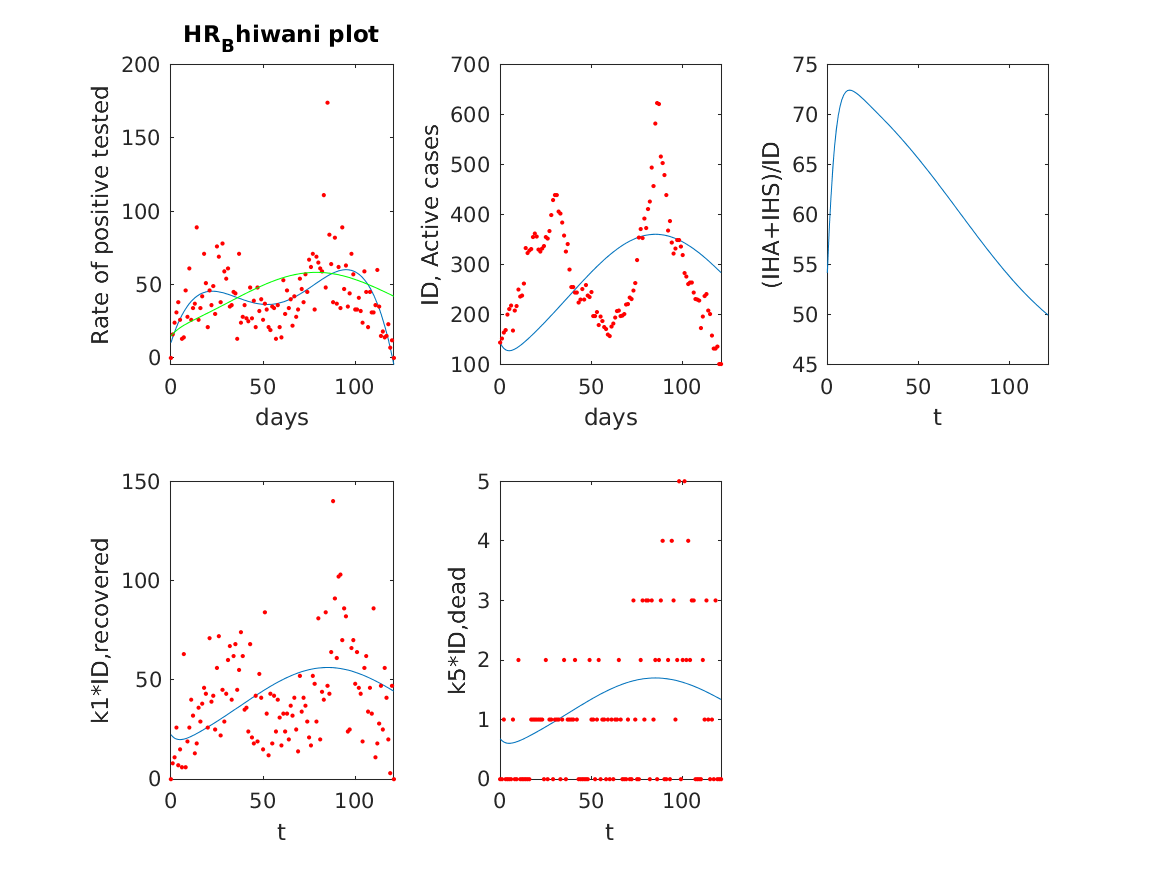 HR_Bhiwani plot
200
150
100
50
0
0 50 100
Rate of positive tested
days
700
600
500
400
300
200
100
0 50 100
ID, Active cases
days
75
70
65
60
55
50
45
0 50 100
(IHA+IHS)/ID
t
150
100
50
0
0 50 100
k1*ID,recovered
t
5
4
3
2
1
0
0 50 100
k5*ID,dead
t